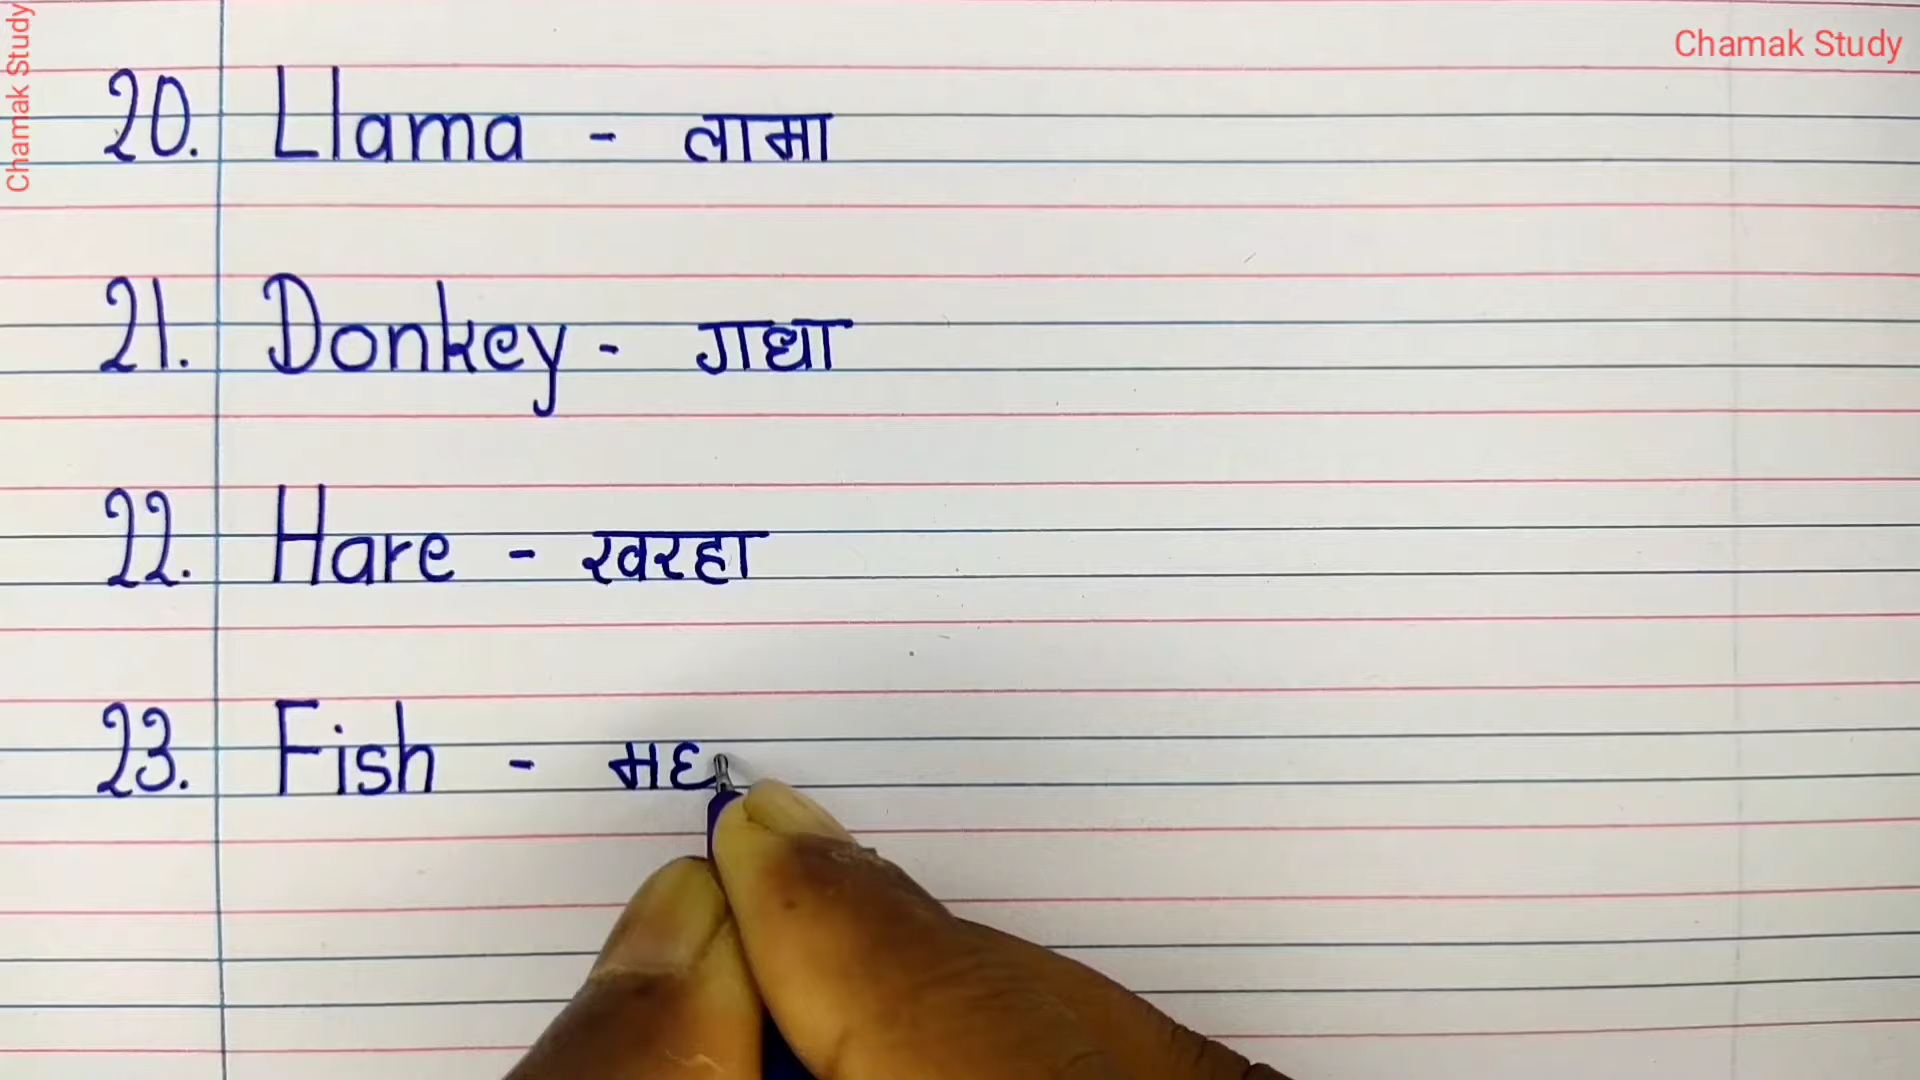 Chamak Study
Chamak Study
20. Llama - लामा
21. Donkey - गधा
22. Hare - खरहा
23. Fish -